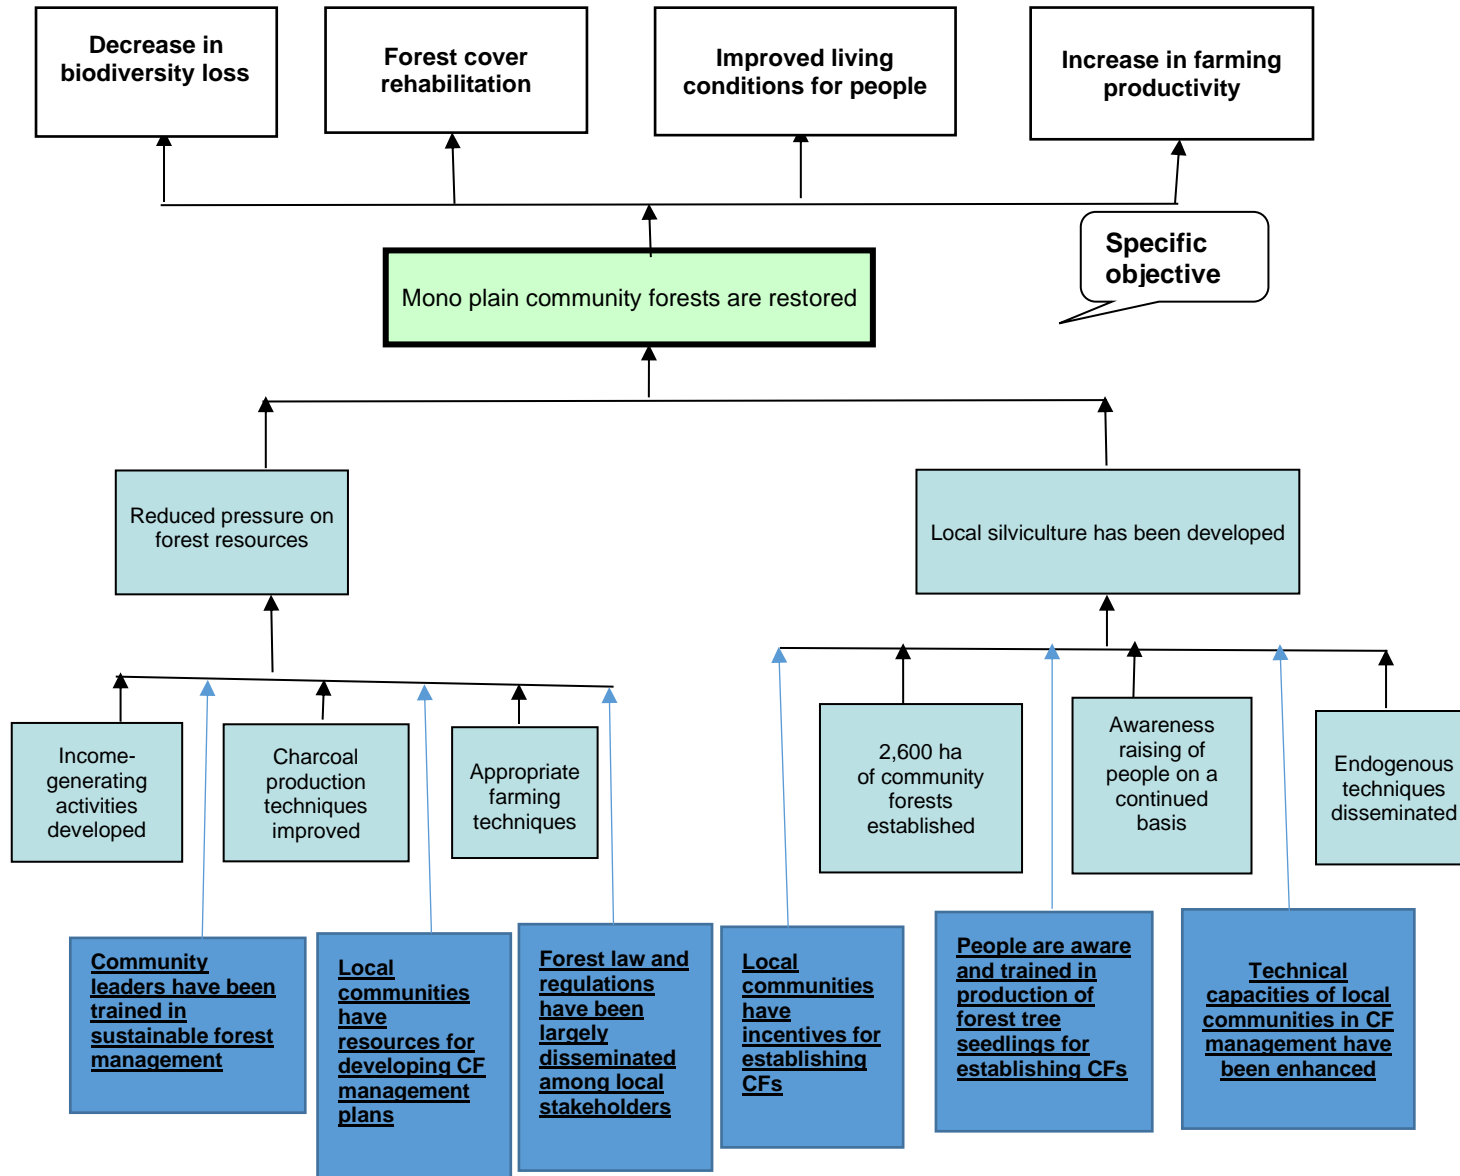 Decrease in
biodiversity loss
Forest cover
rehabilitation
Improved living
conditions for people
Increase in farming
productivity
Specific
objective
Mono plain community forests are restored
Reduced pressure on
forest resources
Local silviculture has been developed
Income-
generating
activities
developed
Charcoal
production
techniques
improved
Appropriate
farming
techniques
2,600 ha
of community
forests
established
Awareness
raising of
people on a
continued
basis
Endogenous
techniques
disseminated
Community
leaders have been
trained in
sustainable forest
management
Local
communities
have
resources for
developing CF
management
plans
Forest law and
regulations
have been
largely
disseminated
among local
stakeholders
Local
communities
have
incentives for
establishing
CFs
People are aware
and trained in
production of
forest tree
seedlings for
establishing CFs
Technical
capacities of local
communities in CF
management have
been enhanced